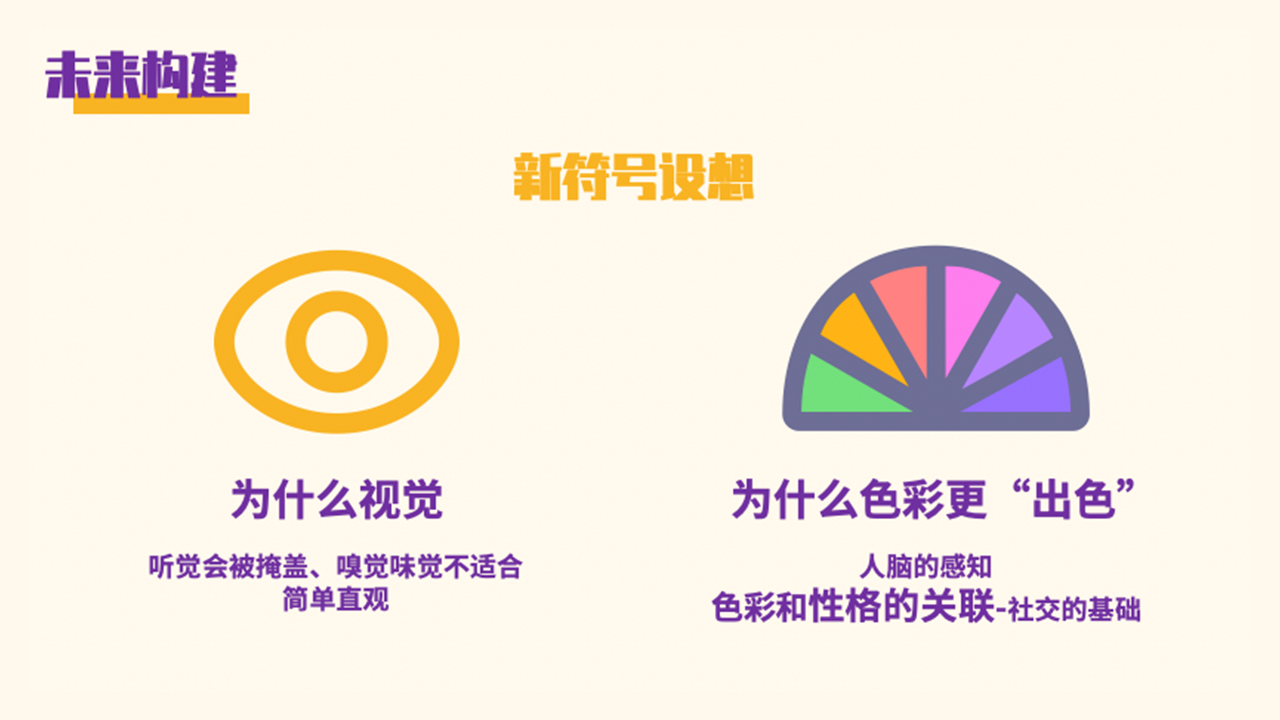 未来构建
新符号设想
为什么视觉
听觉会被掩盖、嗅觉味觉不适合
简单直观
为什么色彩更“出色”
人脑的感知
色彩和性格的关联-社交的基础